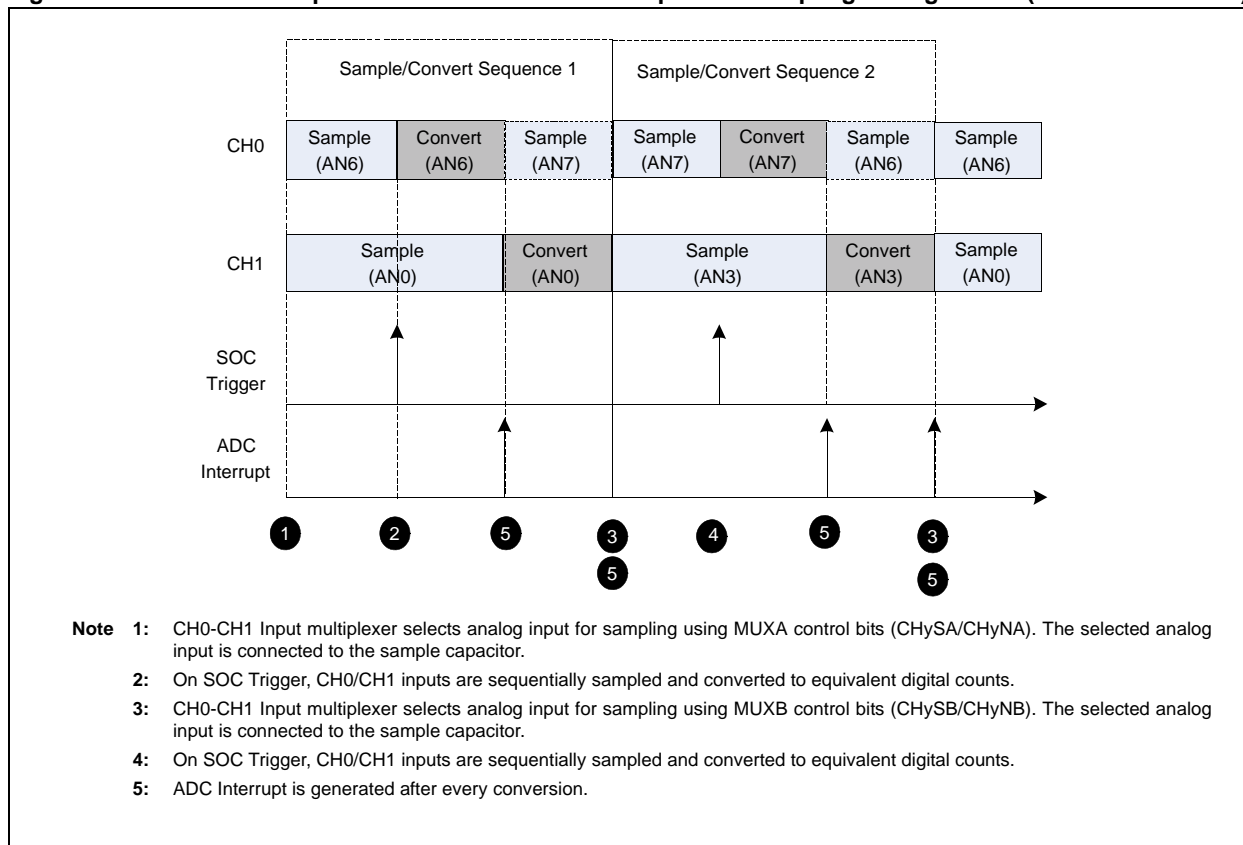 Sample/Convert Sequence 1
Sample/Convert Sequence 2
CH0
Sample
(AN6)
Convert
(AN6)
Sample
(AN7)
Sample
(AN7)
Convert
(AN7)
Sample
(AN6)
Sample
(AN6)
CH1
Sample
(AN0)
Convert
(AN0)
Sample
(AN3)
Convert
(AN3)
Sample
(AN0)
SOC
Trigger
ADC
Interrupt
1
2
5
3
4
5
3
5
5
Note 1: CH0-CH1 Input multiplexer selects analog input for sampling using MUXA control bits (CHySA/CHyNA). The selected analog
input is connected to the sample capacitor.
2: On SOC Trigger, CH0/CH1 inputs are sequentially sampled and converted to equivalent digital counts.
3: CH0-CH1 Input multiplexer selects analog input for sampling using MUXB control bits (CHySB/CHyNB). The selected analog
input is connected to the sample capacitor.
4: On SOC Trigger, CH0/CH1 inputs are sequentially sampled and converted to equivalent digital counts.
5: ADC Interrupt is generated after every conversion.